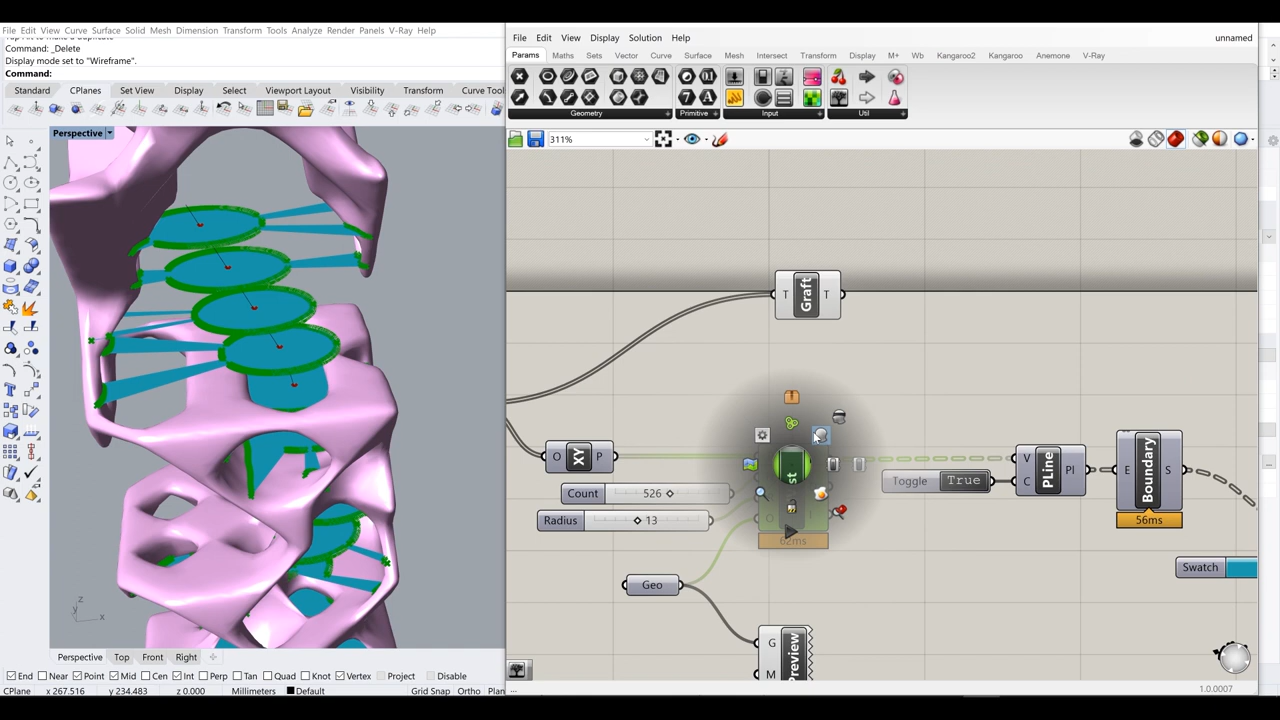 File Edit View Curve Surface Solid Mesh Dimension Transform Tools Analyze Render Panels V-Ray Help
Command: _Delete
Display mode set to "Wireframe".
Command:
Standard CPlanes Set View Display Select Viewport Layout Visibility Transform Curve Tool
Perspective
z
y
x
Perspective Top Front Right
End Near Point Mid Cen Int Perp Tan Quad Knot Vertex Project Disable
CPlane x 267.516 y 234.483 z 0.000 Millimeters Default Grid Snap Ortho Plan
File Edit View Display Solution Help unnamed
Params Maths Sets Vector Curve Surface Mesh Intersect Transform Display M+ Wb Kangaroo2 Kangaroo Anemone V-Ray
Geometry Primitive Input Util
311%
T Graft T
O XY P
Count 526
Radius 13
st
62ms
Geo
G Preview
M
Toggle True
V PLine Pl
C
E Boundary S
56ms
Swatch
...
1.0.0007